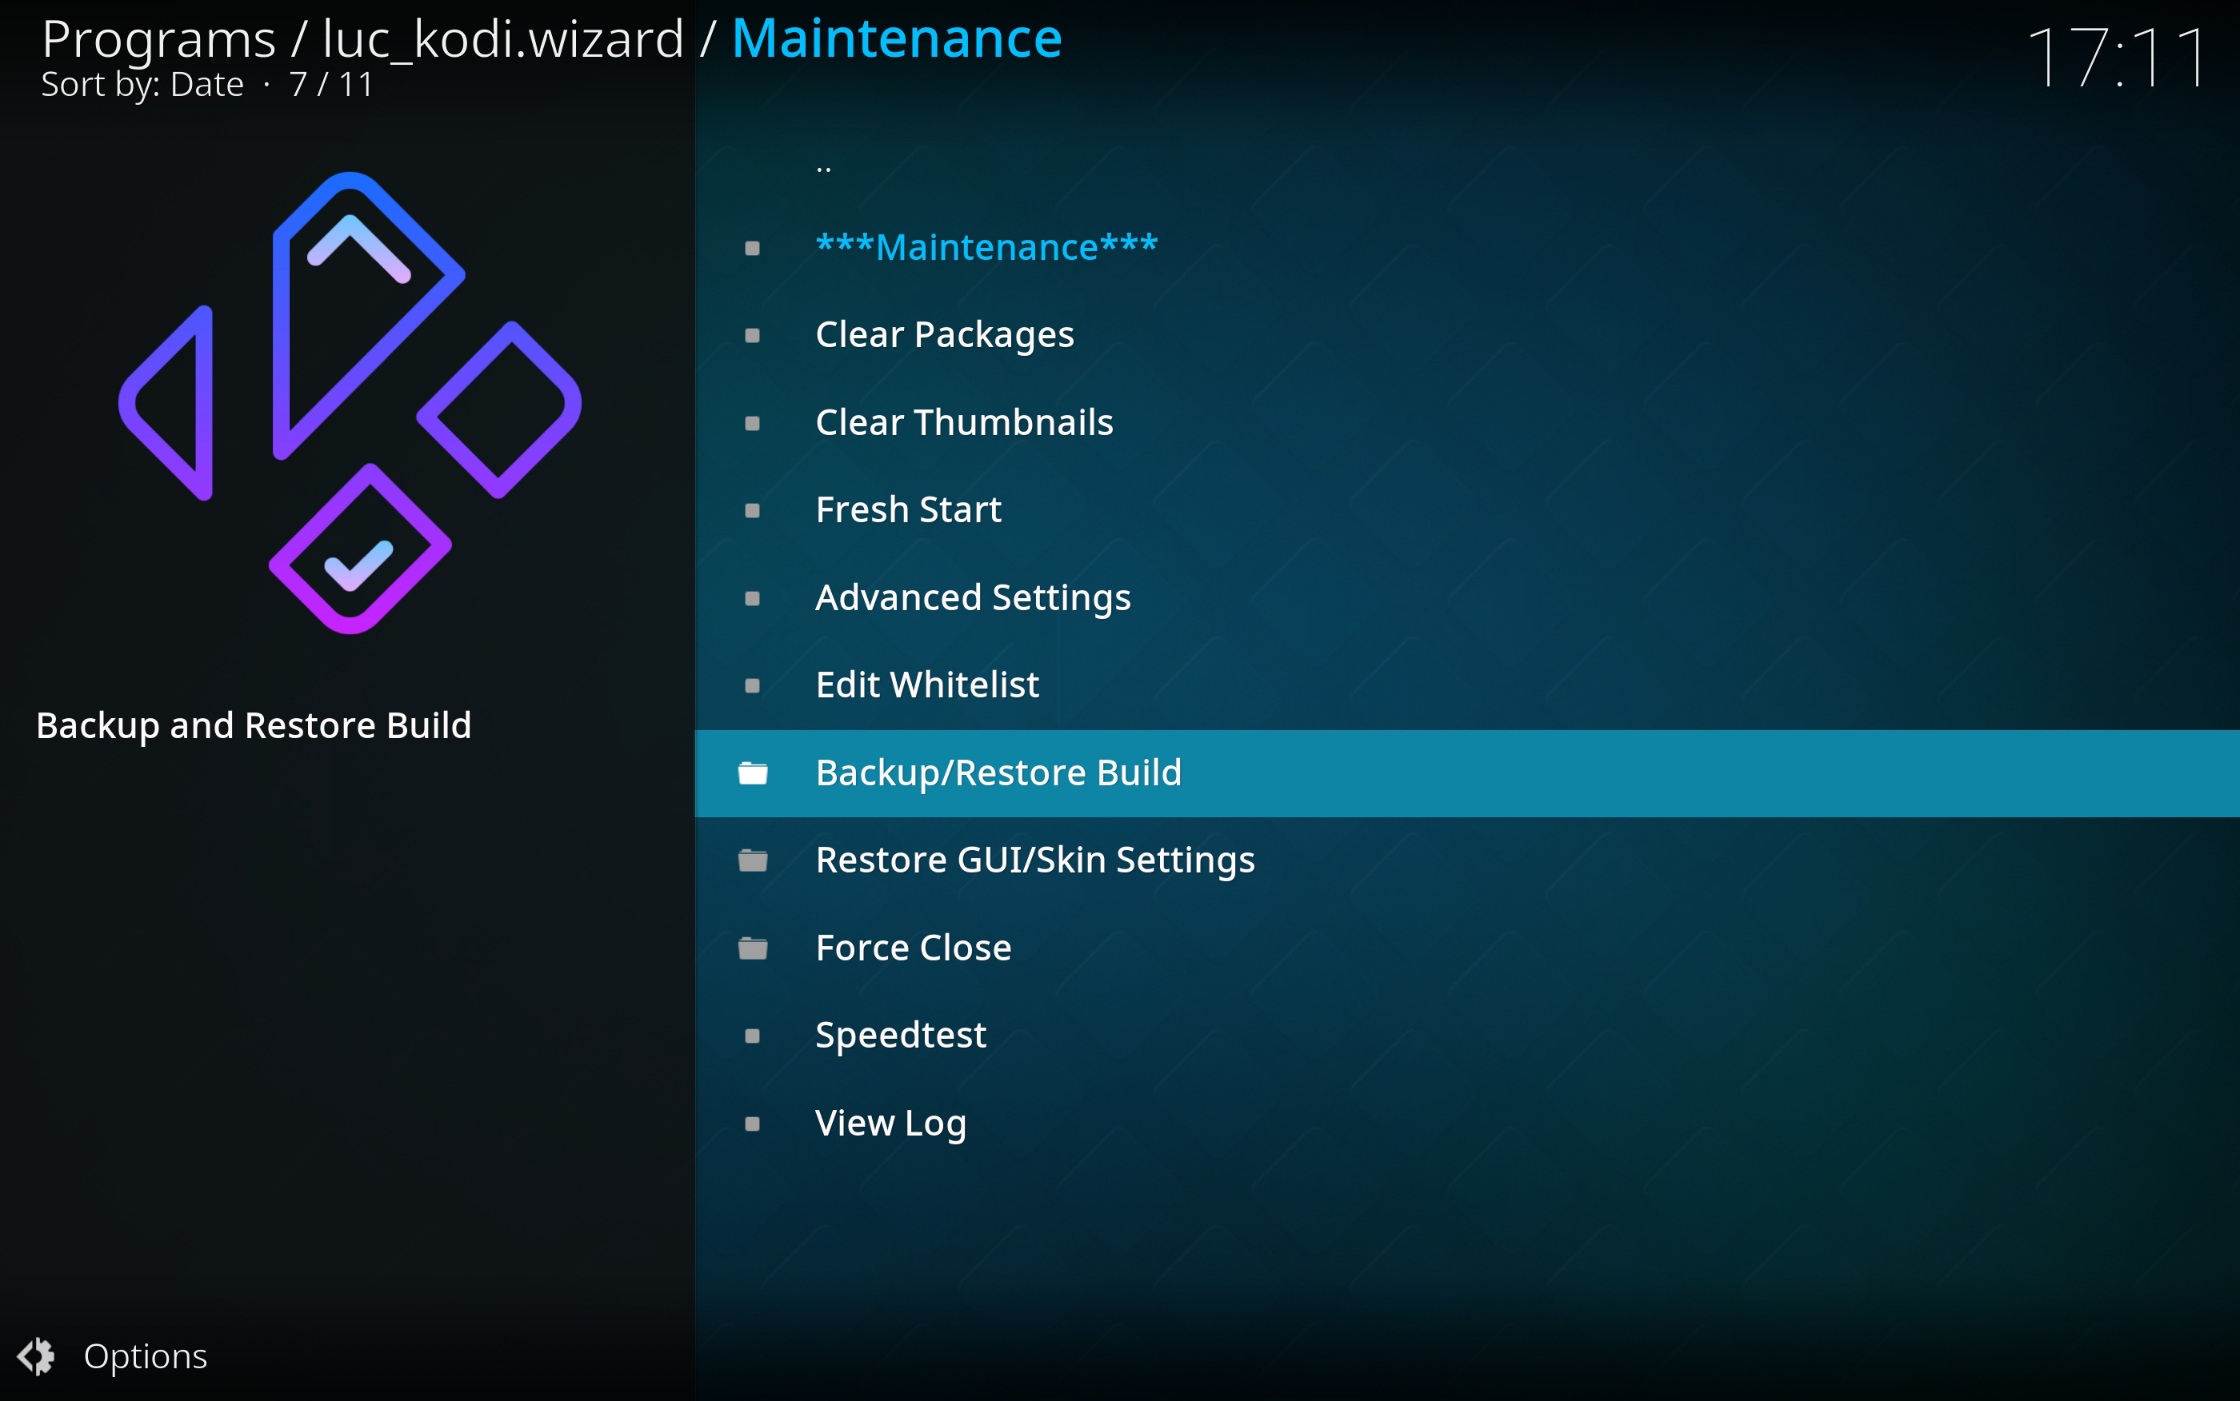 Programs / luc_kodi.wizard / Maintenance
Sort by: Date · 7 / 11
17:11
..
***Maintenance***
Clear Packages
Clear Thumbnails
Fresh Start
Advanced Settings
Edit Whitelist
Backup/Restore Build
Restore GUI/Skin Settings
Force Close
Speedtest
View Log
Backup and Restore Build
Options